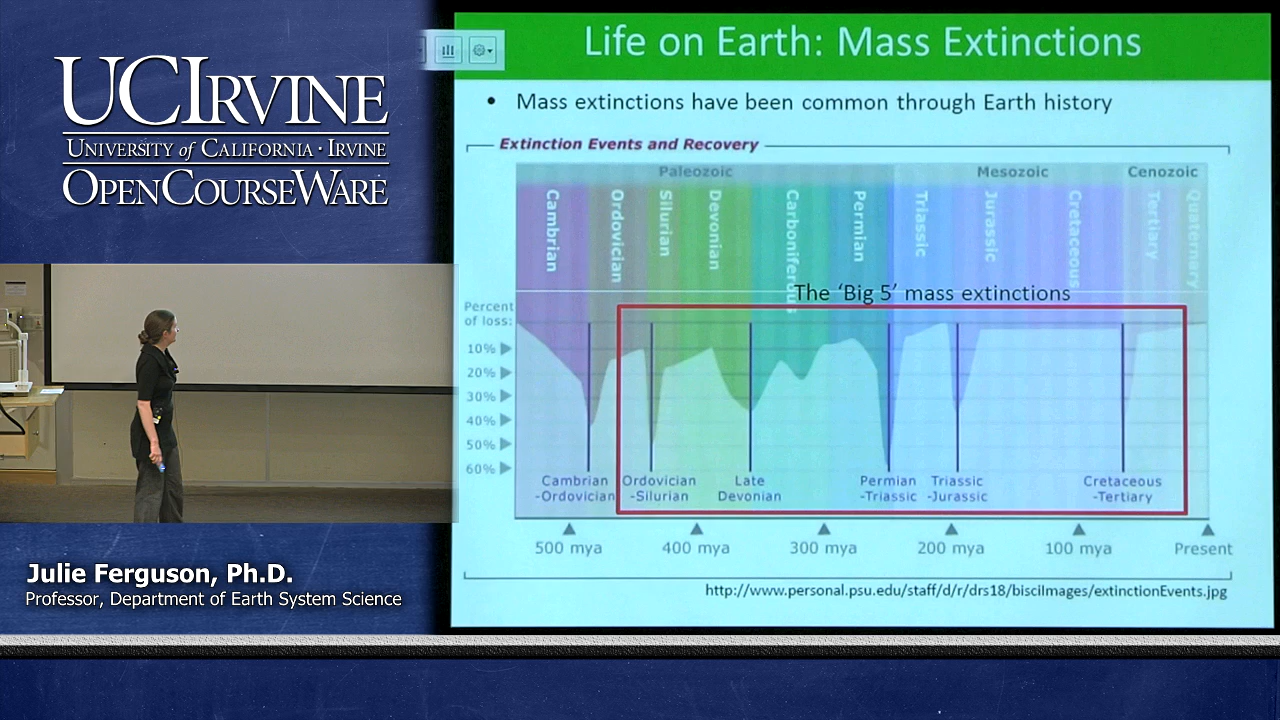 UCIRVINE
UNIVERSITY of CALIFORNIA · IRVINE
OPENCOURSEWARE
Julie Ferguson, Ph.D.
Professor, Department of Earth System Science
Life on Earth: Mass Extinctions
• Mass extinctions have been common through Earth history
Extinction Events and Recovery
Paleozoic
Mesozoic
Cenozoic
Cambrian
Ordovician
Silurian
Devonian
Carboniferous
Permian
Triassic
Jurassic
Cretaceous
Tertiary
Quaternary
The ‘Big 5’ mass extinctions
Percent
of loss:
10%
20%
30%
40%
50%
60%
Cambrian
-Ordovician
Ordovician
-Silurian
Late
Devonian
Permian
-Triassic
Triassic
-Jurassic
Cretaceous
-Tertiary
500 mya
400 mya
300 mya
200 mya
100 mya
Present
http://www.personal.psu.edu/staff/d/r/drs18/bisciImages/extinctionEvents.jpg